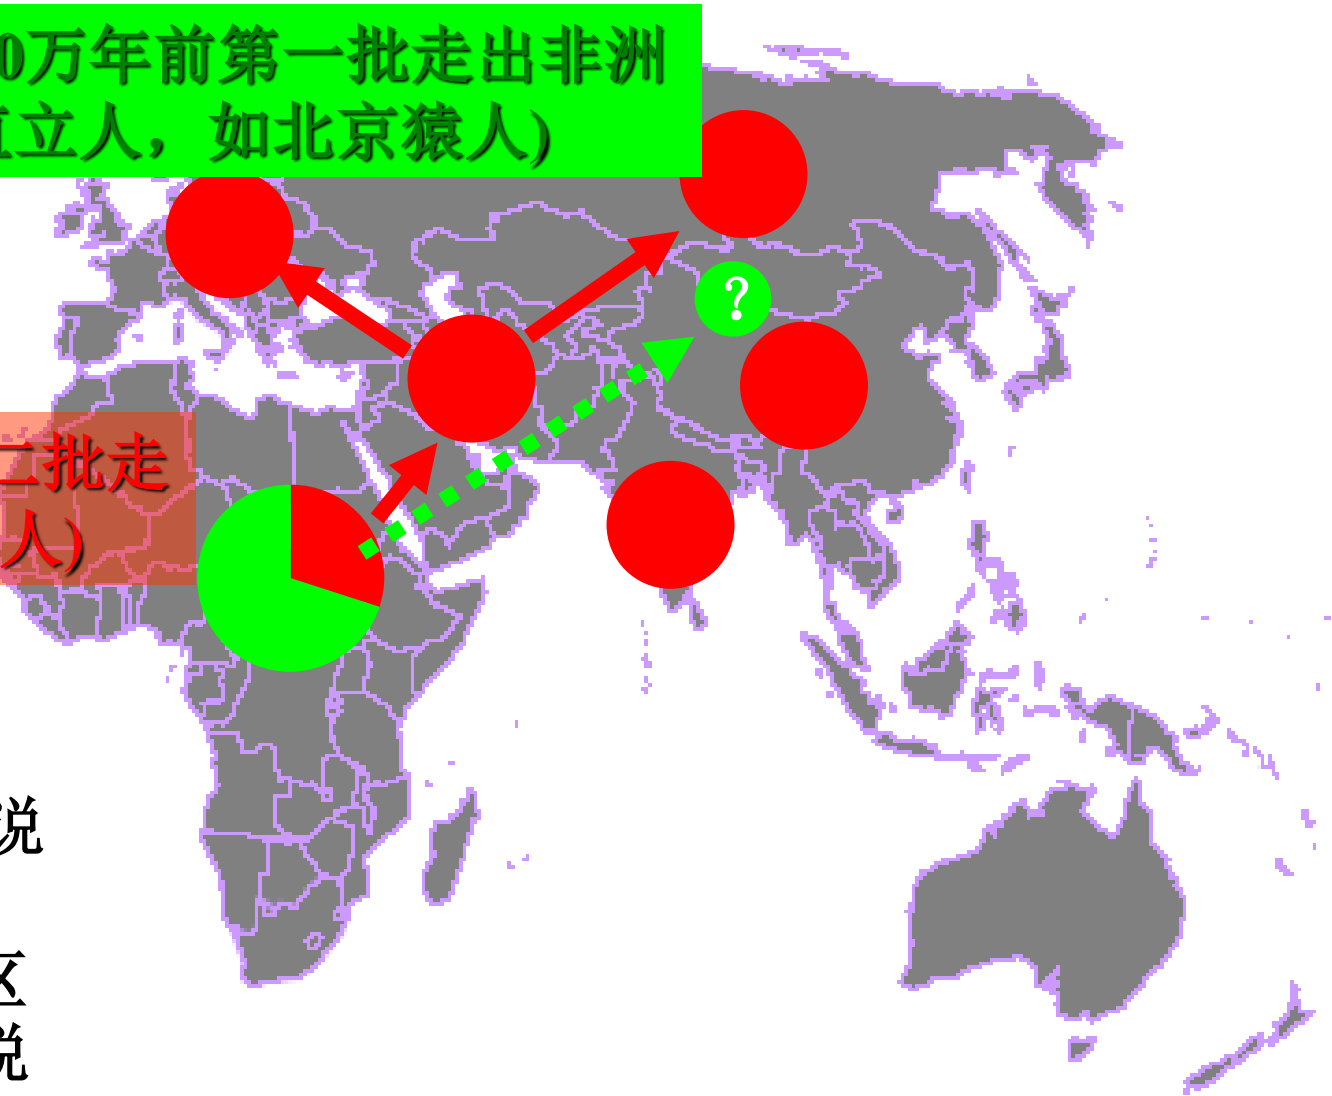 0万年前第一批走出非洲
直立人，如北京猿人)
?
二批走
人)
说
区
说